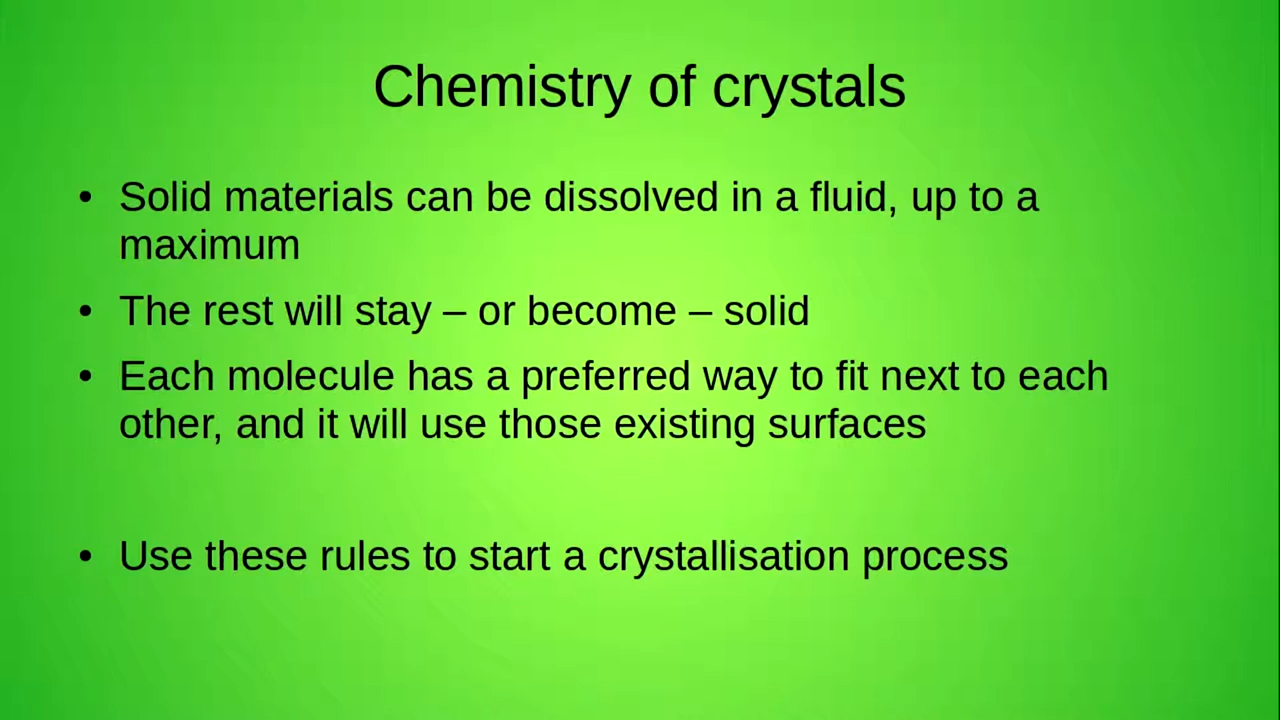 Chemistry of crystals
• Solid materials can be dissolved in a fluid, up to a
maximum
• The rest will stay – or become – solid
• Each molecule has a preferred way to fit next to each
other, and it will use those existing surfaces
• Use these rules to start a crystallisation process